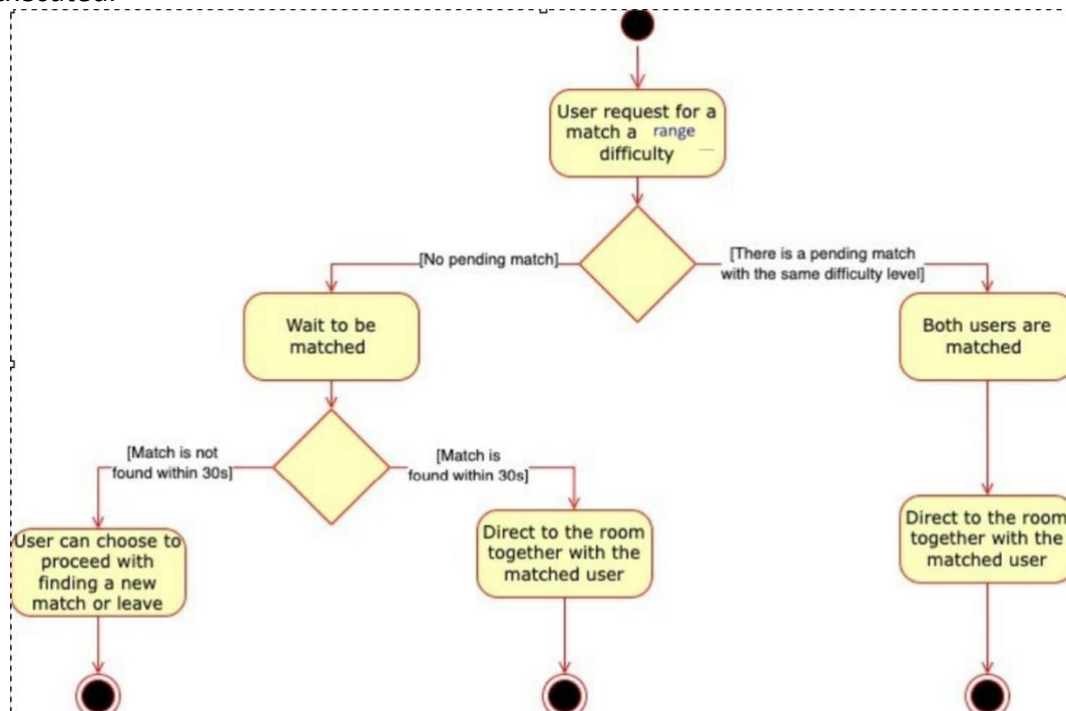 User request for a
match a range
difficulty
[No pending match]
[There is a pending match
with the same difficulty level]
Wait to be
matched
Both users are
matched
[Match is not
found within 30s]
[Match is
found within 30s]
User can choose to
proceed with
finding a new
match or leave
Direct to the room
together with the
matched user
Direct to the room
together with the
matched user